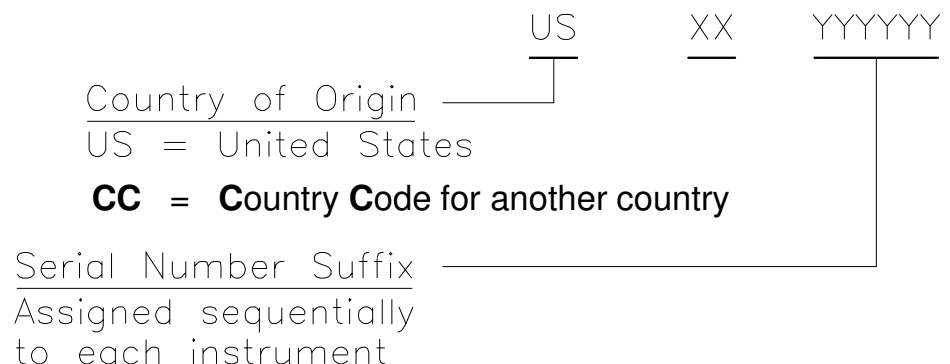 US XX YYYYYY
Country of Origin
US = United States
CC = Country Code for another country
Serial Number Suffix
Assigned sequentially
to each instrument